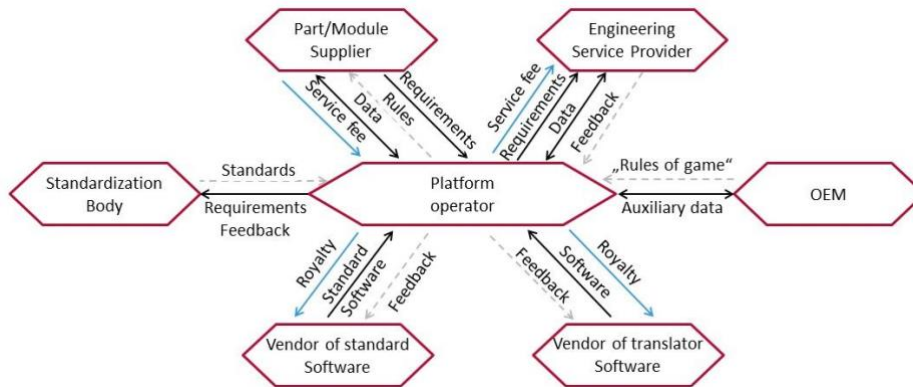 Part/Module
Supplier
Engineering
Service Provider
Service fee
Data
Rules
Requirements
Service fee
Requirements
Data
Feedback
Standardization
Body
Standards
Requirements
Feedback
Platform
operator
„Rules of game“
Auxiliary data
OEM
Royalty
Standard
Software
Feedback
Feedback
Software
Royalty
Vendor of standard
Software
Vendor of translator
Software